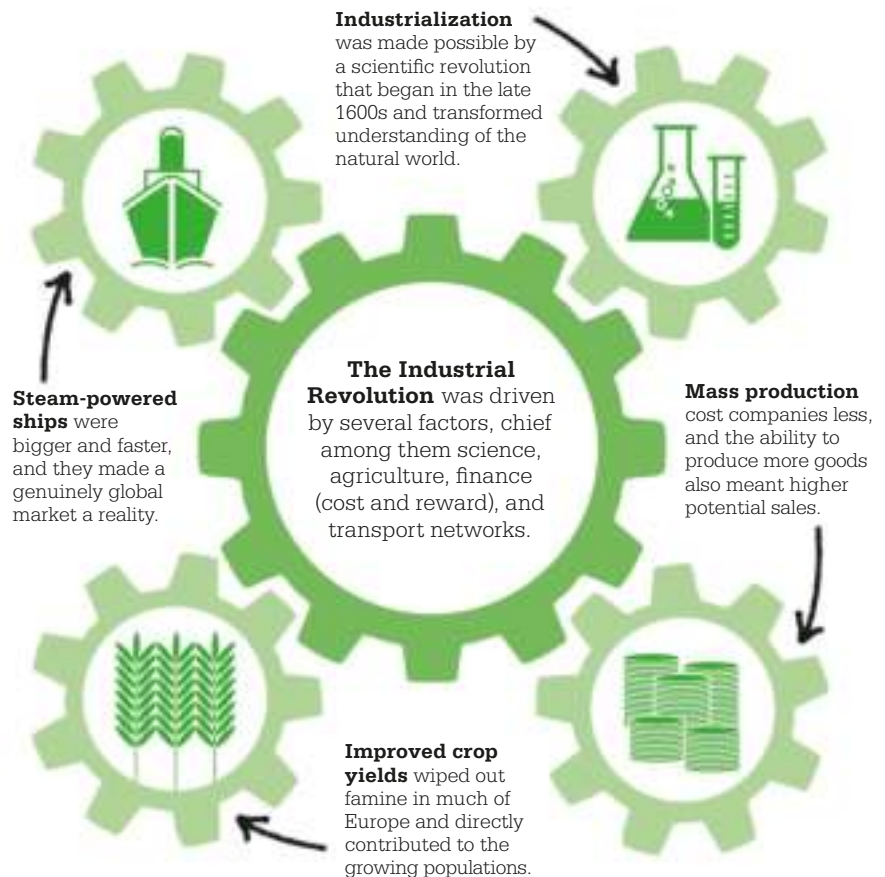 Industrialization
was made possible by
a scientific revolution
that began in the late
1600s and transformed
understanding of the
natural world.
The Industrial
Revolution was driven
by several factors, chief
among them science,
agriculture, finance
(cost and reward), and
transport networks.
Steam-powered
ships were
bigger and faster,
and they made a
genuinely global
market a reality.
Mass production
cost companies less,
and the ability to
produce more goods
also meant higher
potential sales.
Improved crop
yields wiped out
famine in much of
Europe and directly
contributed to the
growing populations.